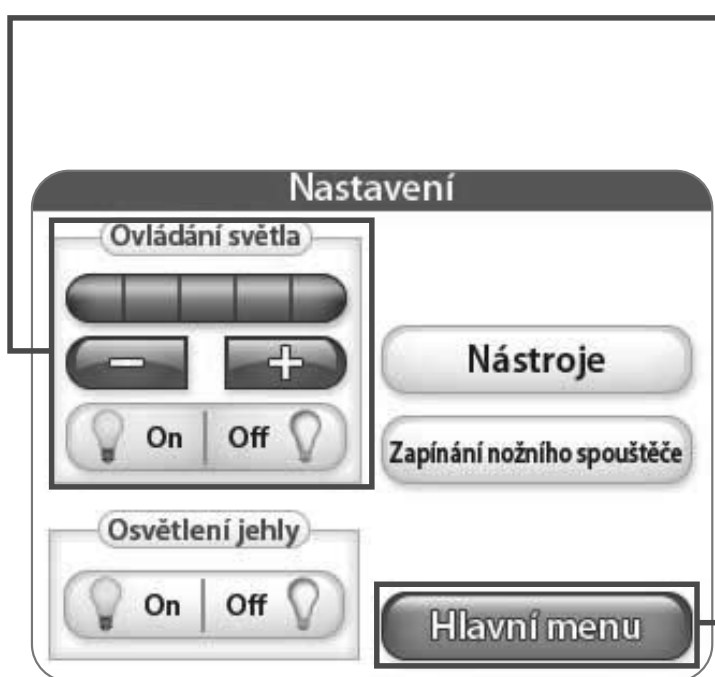 Nastavení
Ovládání světla
− +
On Off
Osvětlení jehly
On Off
Nástroje
Zapínání nožního spouštěče
Hlavní menu